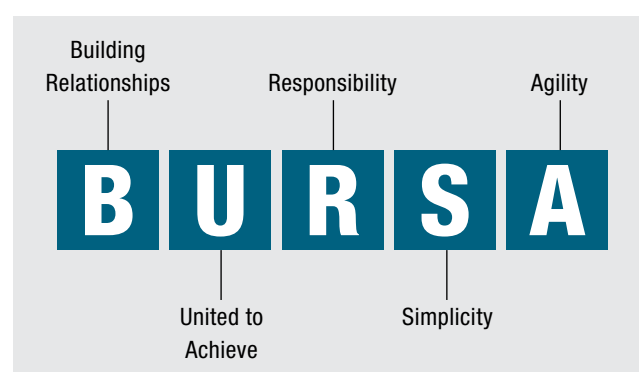 Building
Relationships
Responsibility
Agility
B U R S A
United to
Achieve
Simplicity